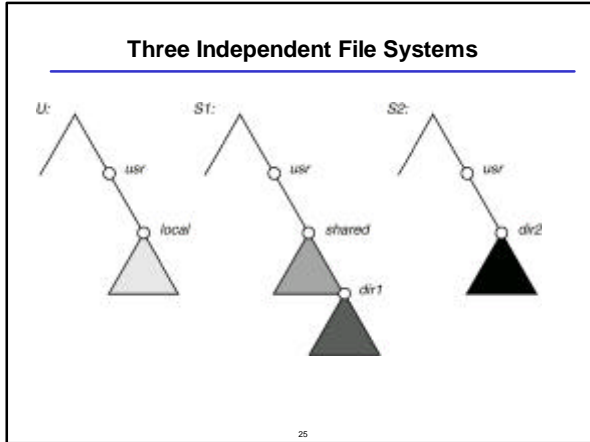 Three Independent File Systems
U:
S1:
S2:
usr
usr
usr
local
shared
dir2
dir1
25